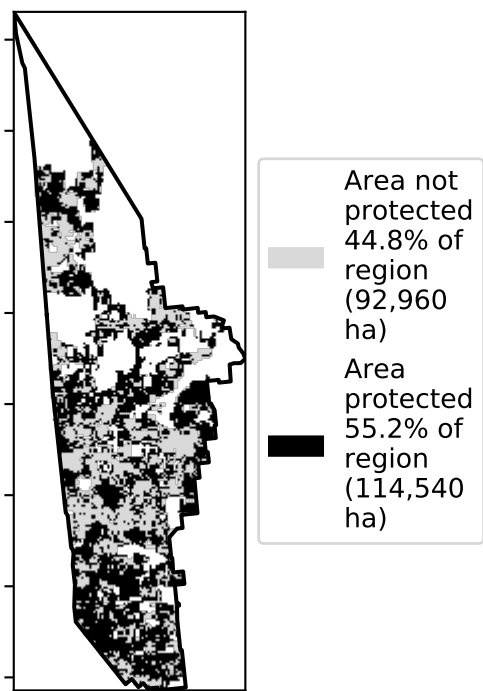 Area not
protected
44.8% of
region
(92,960
ha)
Area
protected
55.2% of
region
(114,540
ha)